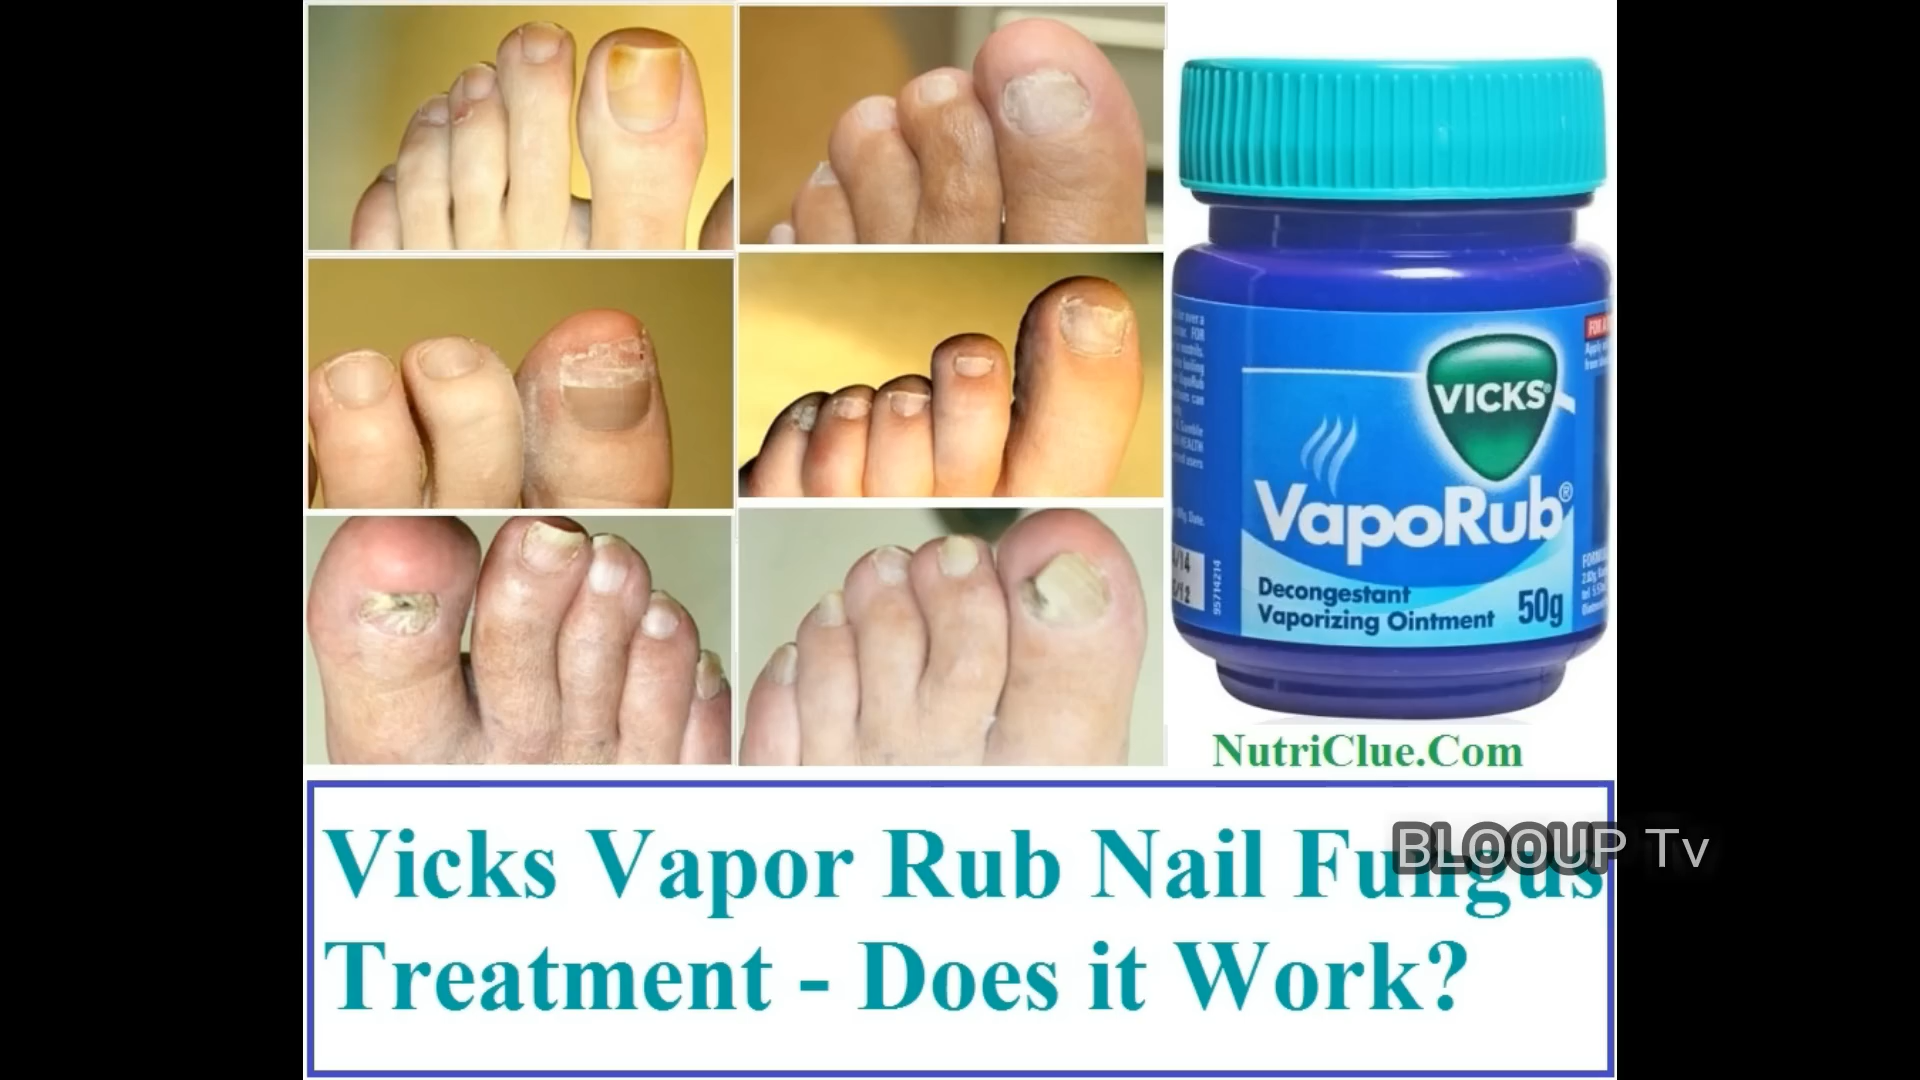 VICKS®
VapoRub®
Decongestant
Vaporizing Ointment 50g
95714214
NutriClue.Com
Vicks Vapor Rub Nail Fungus
Treatment - Does it Work?
BLOOUP Tv